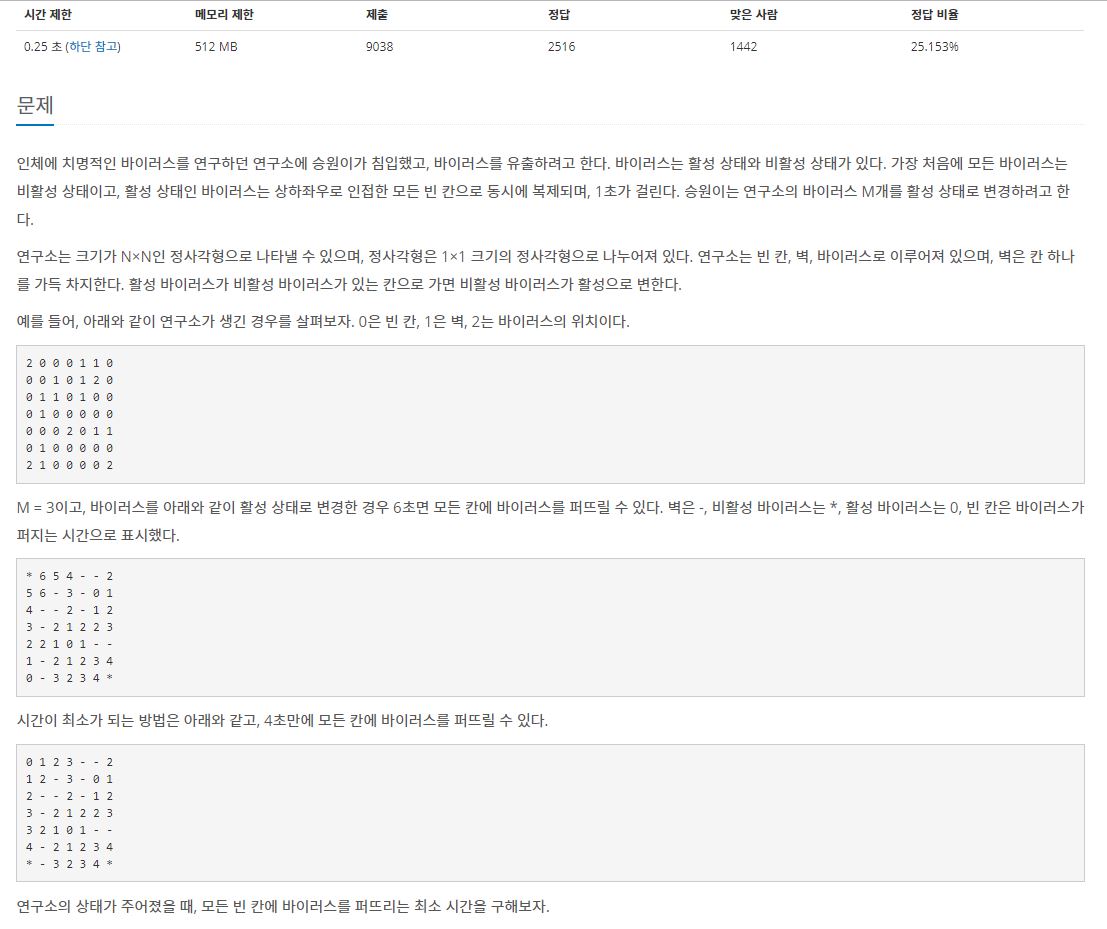 시간 제한 메모리 제한 제출 정답 맞은 사람 정답 비율
0.25 초 (하단 참고) 512 MB 9038 2516 1442 25.153%
문제
인체에 치명적인 바이러스를 연구하던 연구소에 승원이가 침입했고, 바이러스를 유출하려고 한다. 바이러스는 활성 상태와 비활성 상태가 있다. 가장 처음에 모든 바이러스는
비활성 상태이고, 활성 상태인 바이러스는 상하좌우로 인접한 모든 빈 칸으로 동시에 복제되며, 1초가 걸린다. 승원이는 연구소의 바이러스 M개를 활성 상태로 변경하려고 한
다.
연구소는 크기가 N×N인 정사각형으로 나타낼 수 있으며, 정사각형은 1×1 크기의 정사각형으로 나누어져 있다. 연구소는 빈 칸, 벽, 바이러스로 이루어져 있으며, 벽은 칸 하나
를 가득 차지한다. 활성 바이러스가 비활성 바이러스가 있는 칸으로 가면 비활성 바이러스가 활성으로 변한다.
예를 들어, 아래와 같이 연구소가 생긴 경우를 살펴보자. 0은 빈 칸, 1은 벽, 2는 바이러스의 위치이다.
2 0 0 0 1 1 0
0 0 1 0 1 2 0
0 1 1 0 1 0 0
0 1 0 0 0 0 0
0 0 0 2 0 1 1
0 1 0 0 0 0 0
2 1 0 0 0 0 2
M = 3이고, 바이러스를 아래와 같이 활성 상태로 변경한 경우 6초면 모든 칸에 바이러스를 퍼뜨릴 수 있다. 벽은 -, 비활성 바이러스는 *, 활성 바이러스는 0, 빈 칸은 바이러스가
퍼지는 시간으로 표시했다.
* 6 5 4 - - 2
5 6 - 3 - 0 1
4 - - 2 - 1 2
3 - 2 1 2 2 3
2 2 1 0 1 - -
1 - 2 1 2 3 4
0 - 3 2 3 4 *
시간이 최소가 되는 방법은 아래와 같고, 4초만에 모든 칸에 바이러스를 퍼뜨릴 수 있다.
0 1 2 3 - - 2
1 2 - 3 - 0 1
2 - - 2 - 1 2
3 - 2 1 2 2 3
3 2 1 0 1 - -
4 - 2 1 2 3 4
* - 3 2 3 4 *
연구소의 상태가 주어졌을 때, 모든 빈 칸에 바이러스를 퍼뜨리는 최소 시간을 구해보자.